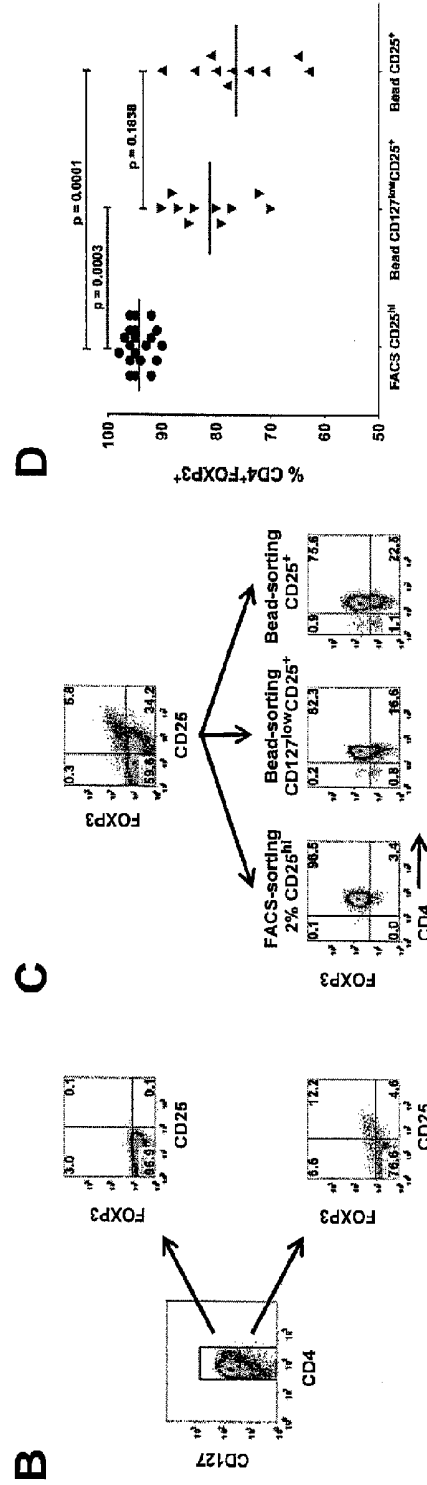 B
CD127
CD4
3.0
0.1
96.9
0.1
FOXP3
CD25
6.6
12.2
76.6
4.6
FOXP3
CD25
C
0.3
5.8
59.6
34.2
FOXP3
CD25
FACS-sorting
2% CD25hi
0.1
96.5
0.0
3.4
FOXP3
CD4
Bead-sorting
CD127lowCD25+
0.2
82.3
0.8
16.6
Bead-sorting
CD25+
0.9
75.6
1.1
22.5
D
p = 0.0001
p = 0.0003
p = 0.1838
100
90
80
70
60
50
% CD4+FOXP3+
FACS CD25hi
Bead CD127lowCD25+
Bead CD25+